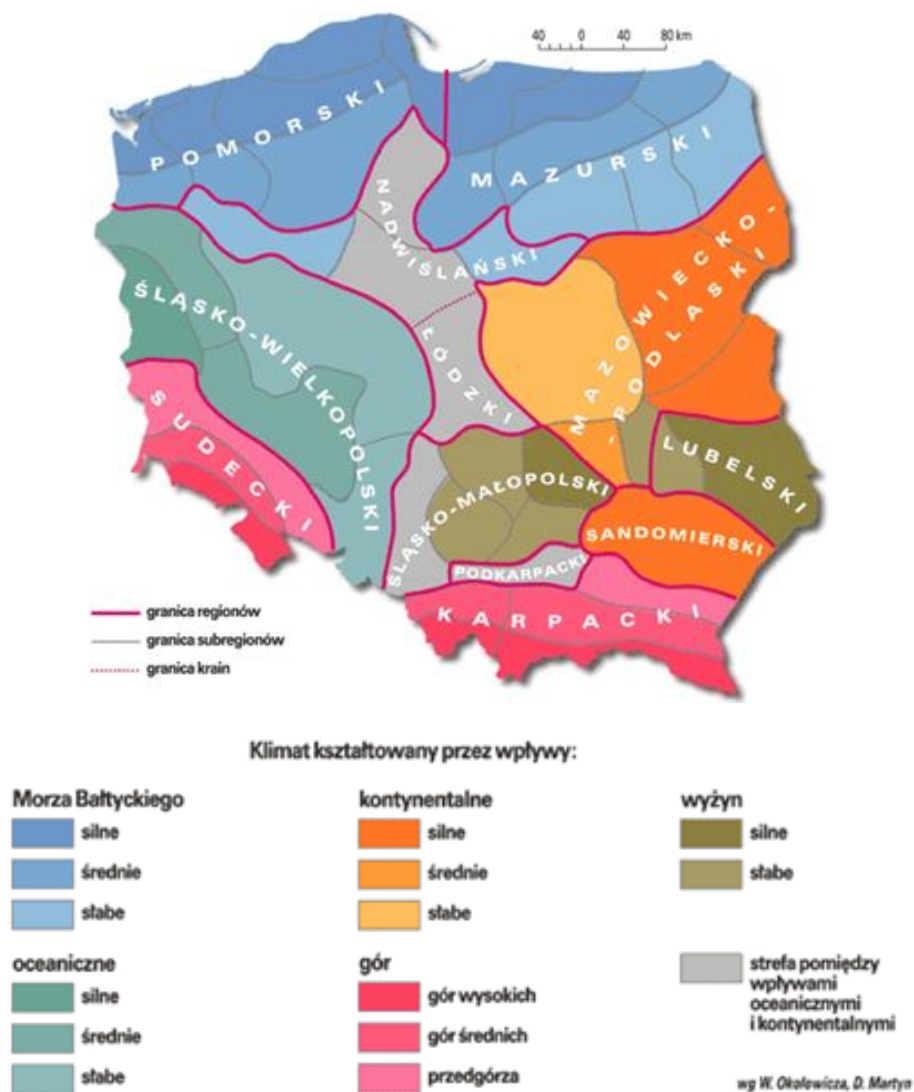 40 0 40 80 km
POMORSKI
MAZURSKI
NADWIŚLAŃSKI
MAZOWIECKO-
-PODLASKI
ŚLĄSKO-WIELKOPOLSKI
ŁÓDZKI
SUDECKI
LUBELSKI
ŚLĄSKO-MAŁOPOLSKI
SANDOMIERSKI
PODKARPACKI
KARPACKI
granica regionów
granica subregionów
granica krain
Klimat kształtowany przez wpływy:
Morza Bałtyckiego
silne
średnie
słabe
kontynentalne
silne
średnie
słabe
wyżyn
silne
słabe
oceaniczne
silne
średnie
słabe
gór
gór wysokich
gór średnich
przedgórza
strefa pomiędzy
wpływami
oceanicznymi
i kontynentalnymi
wg W. Okołowicza, D. Martyn